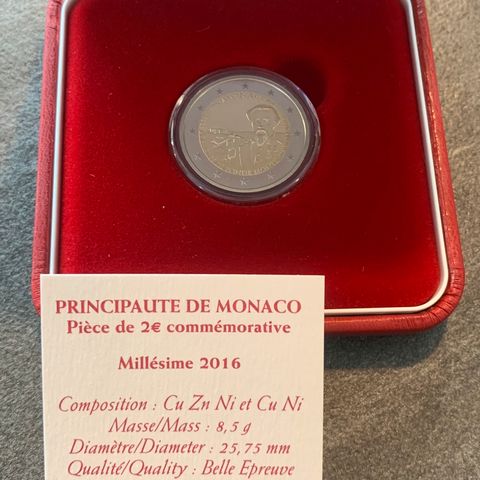 PRINCIPAUTE DE MONACO
Pièce de 2€ commémorative
Millésime 2016
Composition : Cu Zn Ni et Cu Ni
Masse/Mass : 8,5 g
Diamètre/Diameter : 25,75 mm
Qualité/Quality : Belle Epreuve